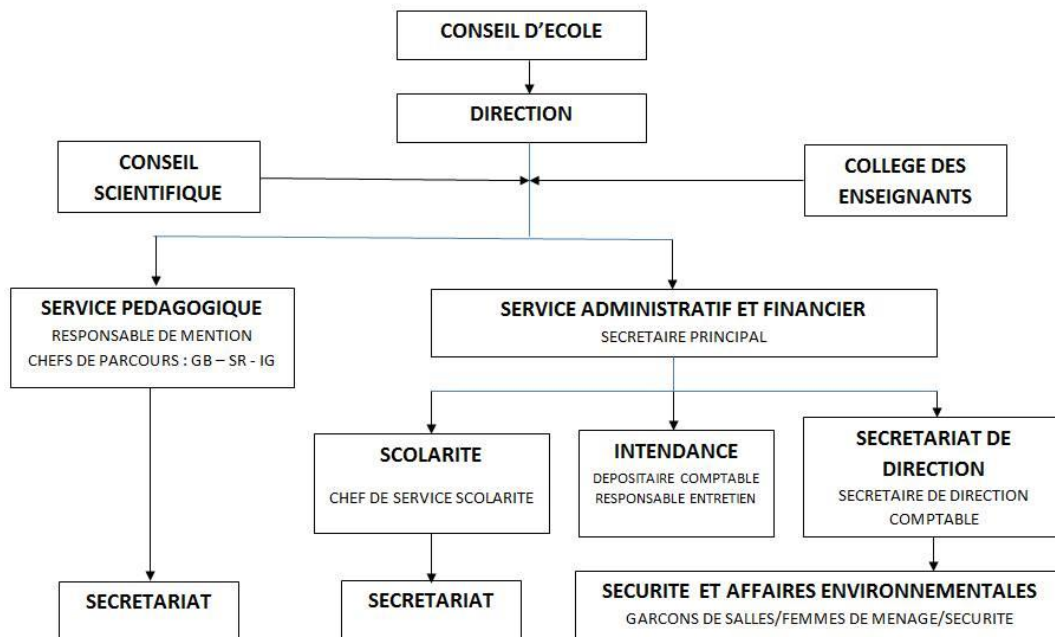 CONSEIL D'ECOLE
DIRECTION
CONSEIL
SCIENTIFIQUE
COLLEGE DES
ENSEIGNANTS
SERVICE PEDAGOGIQUE
RESPONSABLE DE MENTION
CHEFS DE PARCOURS : GB – SR - IG
SERVICE ADMINISTRATIF ET FINANCIER
SECRETAIRE PRINCIPAL
SCOLARITE
CHEF DE SERVICE SCOLARITE
INTENDANCE
DEPOSITAIRE COMPTABLE
RESPONSABLE ENTRETIEN
SECRETARIAT DE
DIRECTION
SECRETAIRE DE DIRECTION
COMPTABLE
SECRETARIAT
SECRETARIAT
SECURITE ET AFFAIRES ENVIRONNEMENTALES
GARCONS DE SALLES/FEMMES DE MENAGE/SECURITE